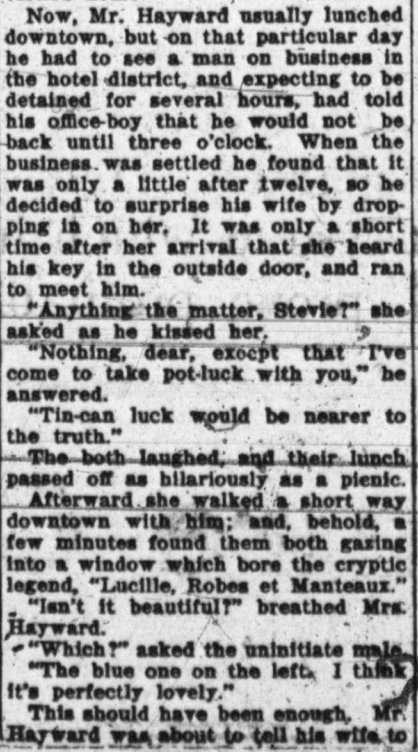 Now, Mr. Hayward usually lunched
downtown, but on that particular day
he had to see a man on business in
the hotel district, and expecting to be
detained for several hours, had told
his office-boy that he would not be
back until three o'clock. When the
business was settled he found that it
was only a little after twelve, so he
decided to surprise his wife by drop-
ping in on her. It was only a short
time after her arrival that she heard
his key in the outside door, and ran
to meet him.
"Anything the matter, Stevie?" she
asked as he kissed her.
"Nothing, dear, except that I've
come to take pot-luck with you," he
answered.
"Tin-can luck would be nearer to
the truth."
The both laughed, and their lunch
passed off as hilariously as a picnic.
Afterward she walked a short way
downtown with him; and, behold, a
few minutes found them both gazing
into a window which bore the cryptic
legend, "Lucille, Robes et Manteaux."
"Isn't it beautiful?" breathed Mrs.
Hayward.
"Which?" asked the uninitiate male.
"The blue one on the left. I think
it's perfectly lovely."
This should have been enough. Mr.
Hayward was about to tell his wife to